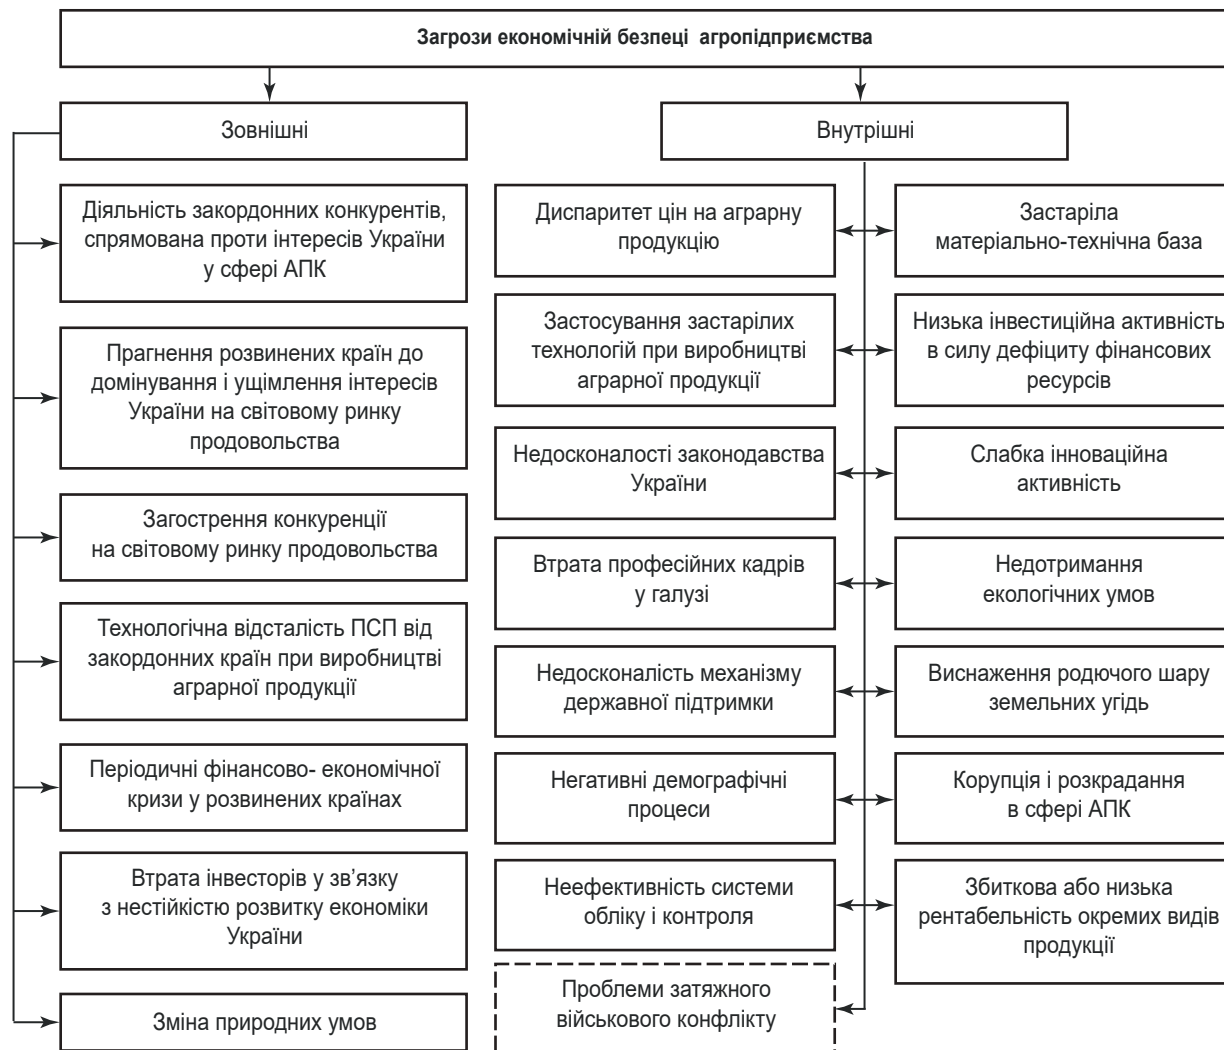 Загрози економічній безпеці агропідприємства
Зовнішні
Діяльність закордонних конкурентів,
спрямована проти інтересів України
у сфері АПК
Прагнення розвинених країн до
домінування і ущімлення інтересів
України на світовому ринку
продовольства
Загострення конкуренції
на світовому ринку продовольства
Технологічна відсталість ПСП від
закордонних країн при виробництві
аграрної продукції
Періодичні фінансово- економічної
кризи у розвинених країнах
Втрата інвесторів у зв’язку
з нестійкістю розвитку економіки
України
Зміна природних умов
Внутрішні
Диспаритет цін на аграрну
продукцію
Застосування застарілих
технологій при виробництві
аграрної продукції
Недосконалості законодавства
України
Втрата професійних кадрів
у галузі
Недосконалість механізму
державної підтримки
Негативні демографічні
процеси
Неефективність системи
обліку і контроля
Проблеми затяжного
військового конфлікту
Застаріла
матеріально-технічна база
Низька інвестиційна активність
в силу дефіциту фінансових
ресурсів
Слабка інноваційна
активність
Недотримання
екологічних умов
Виснаження родючого шару
земельних угідь
Корупція і розкрадання
в сфері АПК
Збиткова або низька
рентабельність окремих видів
продукції